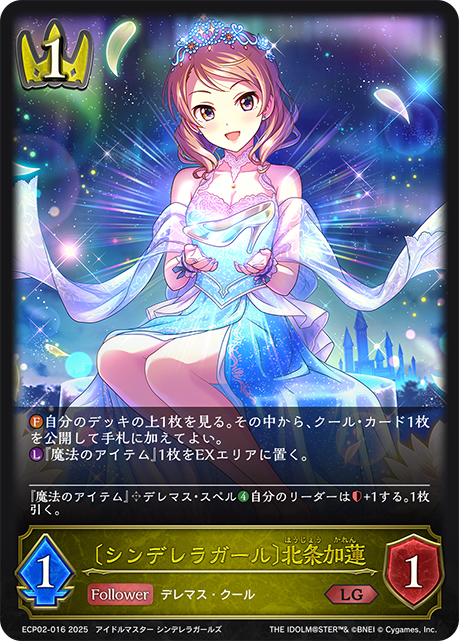 1
F自分のデッキの上1枚を見る。その中から、クール・カード1枚
を公開して手札に加えてよい。
L『魔法のアイテム』1枚をEXエリアに置く。
『魔法のアイテム』デレマス・スペル4自分のリーダーは+1する。1枚
引く。
ほうじょう かれん
〔シンデレラガール〕北条加蓮
1
Follower デレマス・クール LG
1
ECP02-016 2025 アイドルマスター シンデレラガールズ THE IDOLM@STER™& ©BNEI © Cygames, Inc.